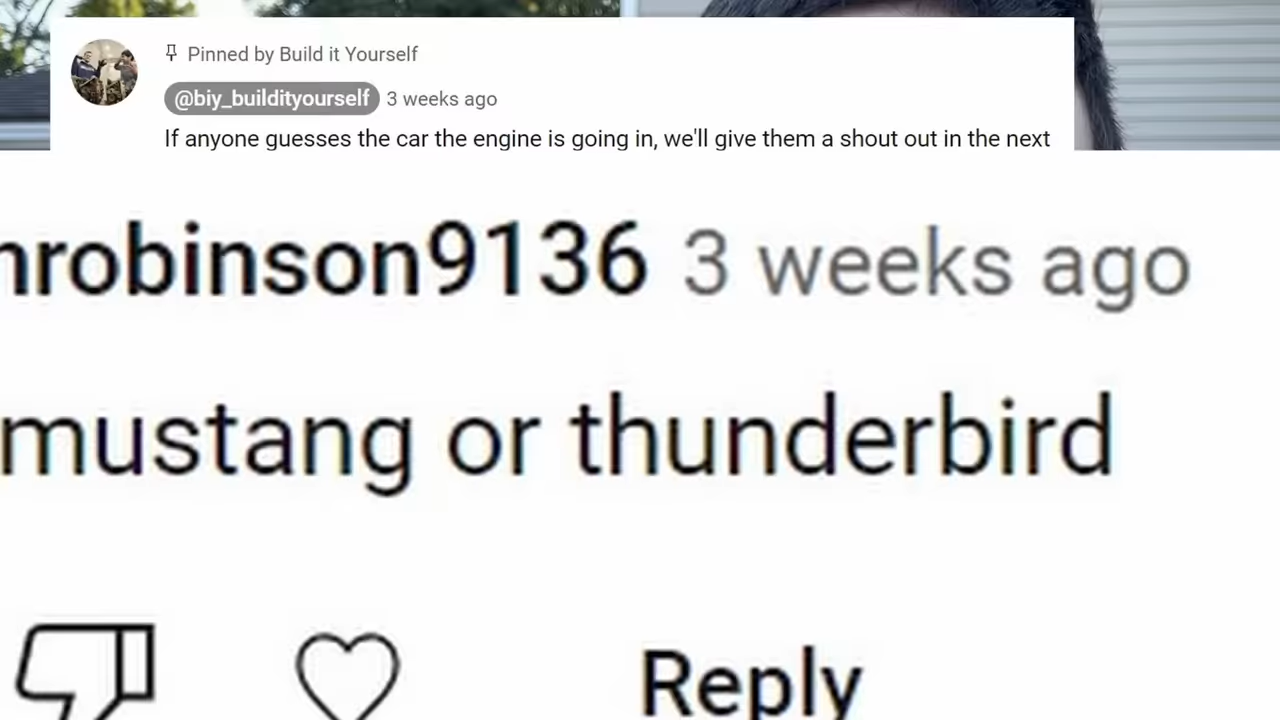 Pinned by Build it Yourself
@biy_buildityourself 3 weeks ago
If anyone guesses the car the engine is going in, we'll give them a shout out in the next
robinson9136 3 weeks ago
mustang or thunderbird
Reply